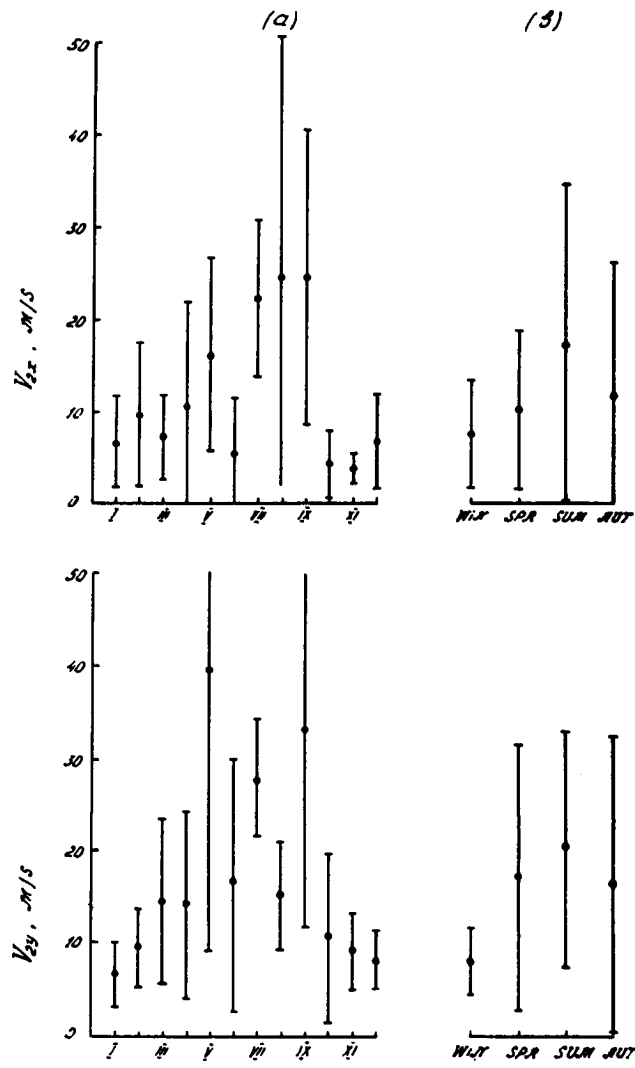 (a) (b)
50
40
30
20
10
0
V2x, m/s
I III V VII IX XI
WIN SPR SUM AUT
50
40
30
20
10
0
V2y, m/s
I III V VII IX XI
WIN SPR SUM AUT